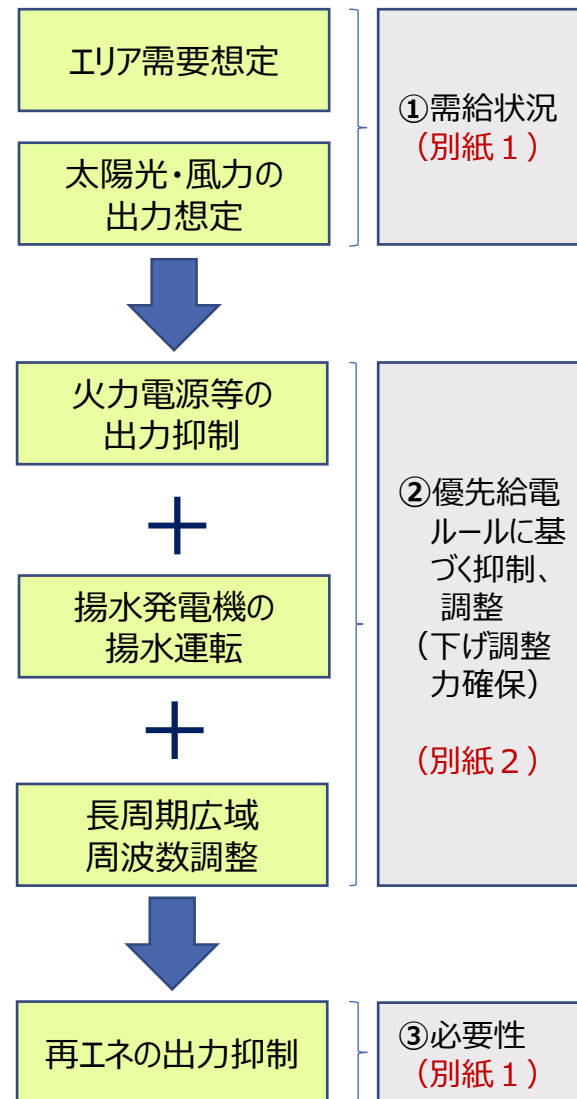 エリア需要想定
太陽光・風力の
出力想定
①需給状況
（別紙１）
火力電源等の
出力抑制
＋
揚水発電機の
揚水運転
＋
長周期広域
周波数調整
②優先給電
ルールに基
づく抑制、
調整
（下げ調整
力確保）
（別紙２）
再エネの出力抑制
③必要性
（別紙１）